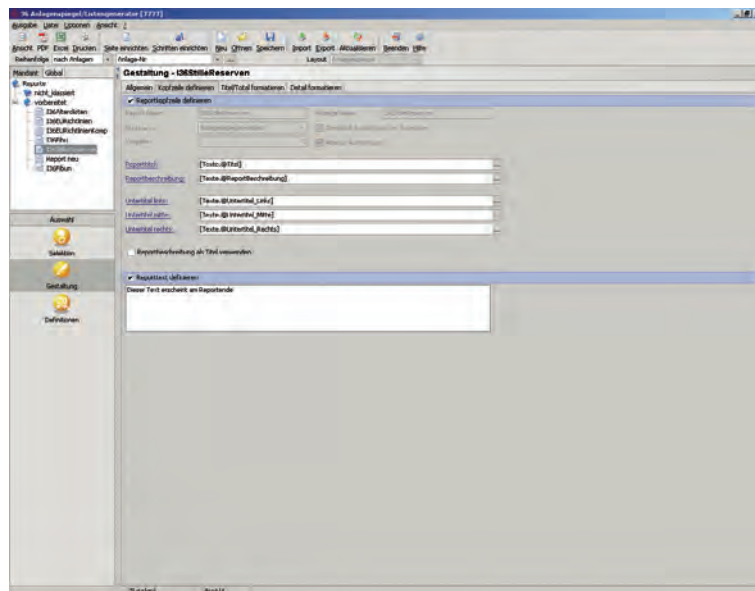 36 Anlagenspiegel/Listengenerator [7777]
Ausgabe Datei Optionen Ansicht ?
Ansicht PDF Excel Drucken Seite einrichten Schriften einrichten Neu Öffnen Speichern Import Export Aktualisieren Beenden Hilfe
Reihenfolge nach Anlagen Anlage-Nr ... Layout
Mandant Global
Gestaltung - I36StilleReserven
Reporte
nicht_klassiert
vorbereitet
I36Alterdaten
I36EURichtlinien
I36EURichtlinienKomp
I36StilleReserven
Report neu
I36Fibun
Allgemein Kopfzeile definieren Titel/Total formatieren Detail formatieren
Reportkopfzeile definieren
Reporttitel: [Texte.@Titel]
Reportbeschreibung: [Texte.@ReportBeschreibung]
Untertitel links: [Texte.@Untertitel_Links]
Untertitel mitte: [Texte.@Untertitel_Mitte]
Untertitel rechts: [Texte.@Untertitel_Rechts]
Reportbeschreibung als Titel verwenden
Reporttext definieren
Dieser Text erscheint am Reportende
Auswahl
Selektion
Gestaltung
Definitionen